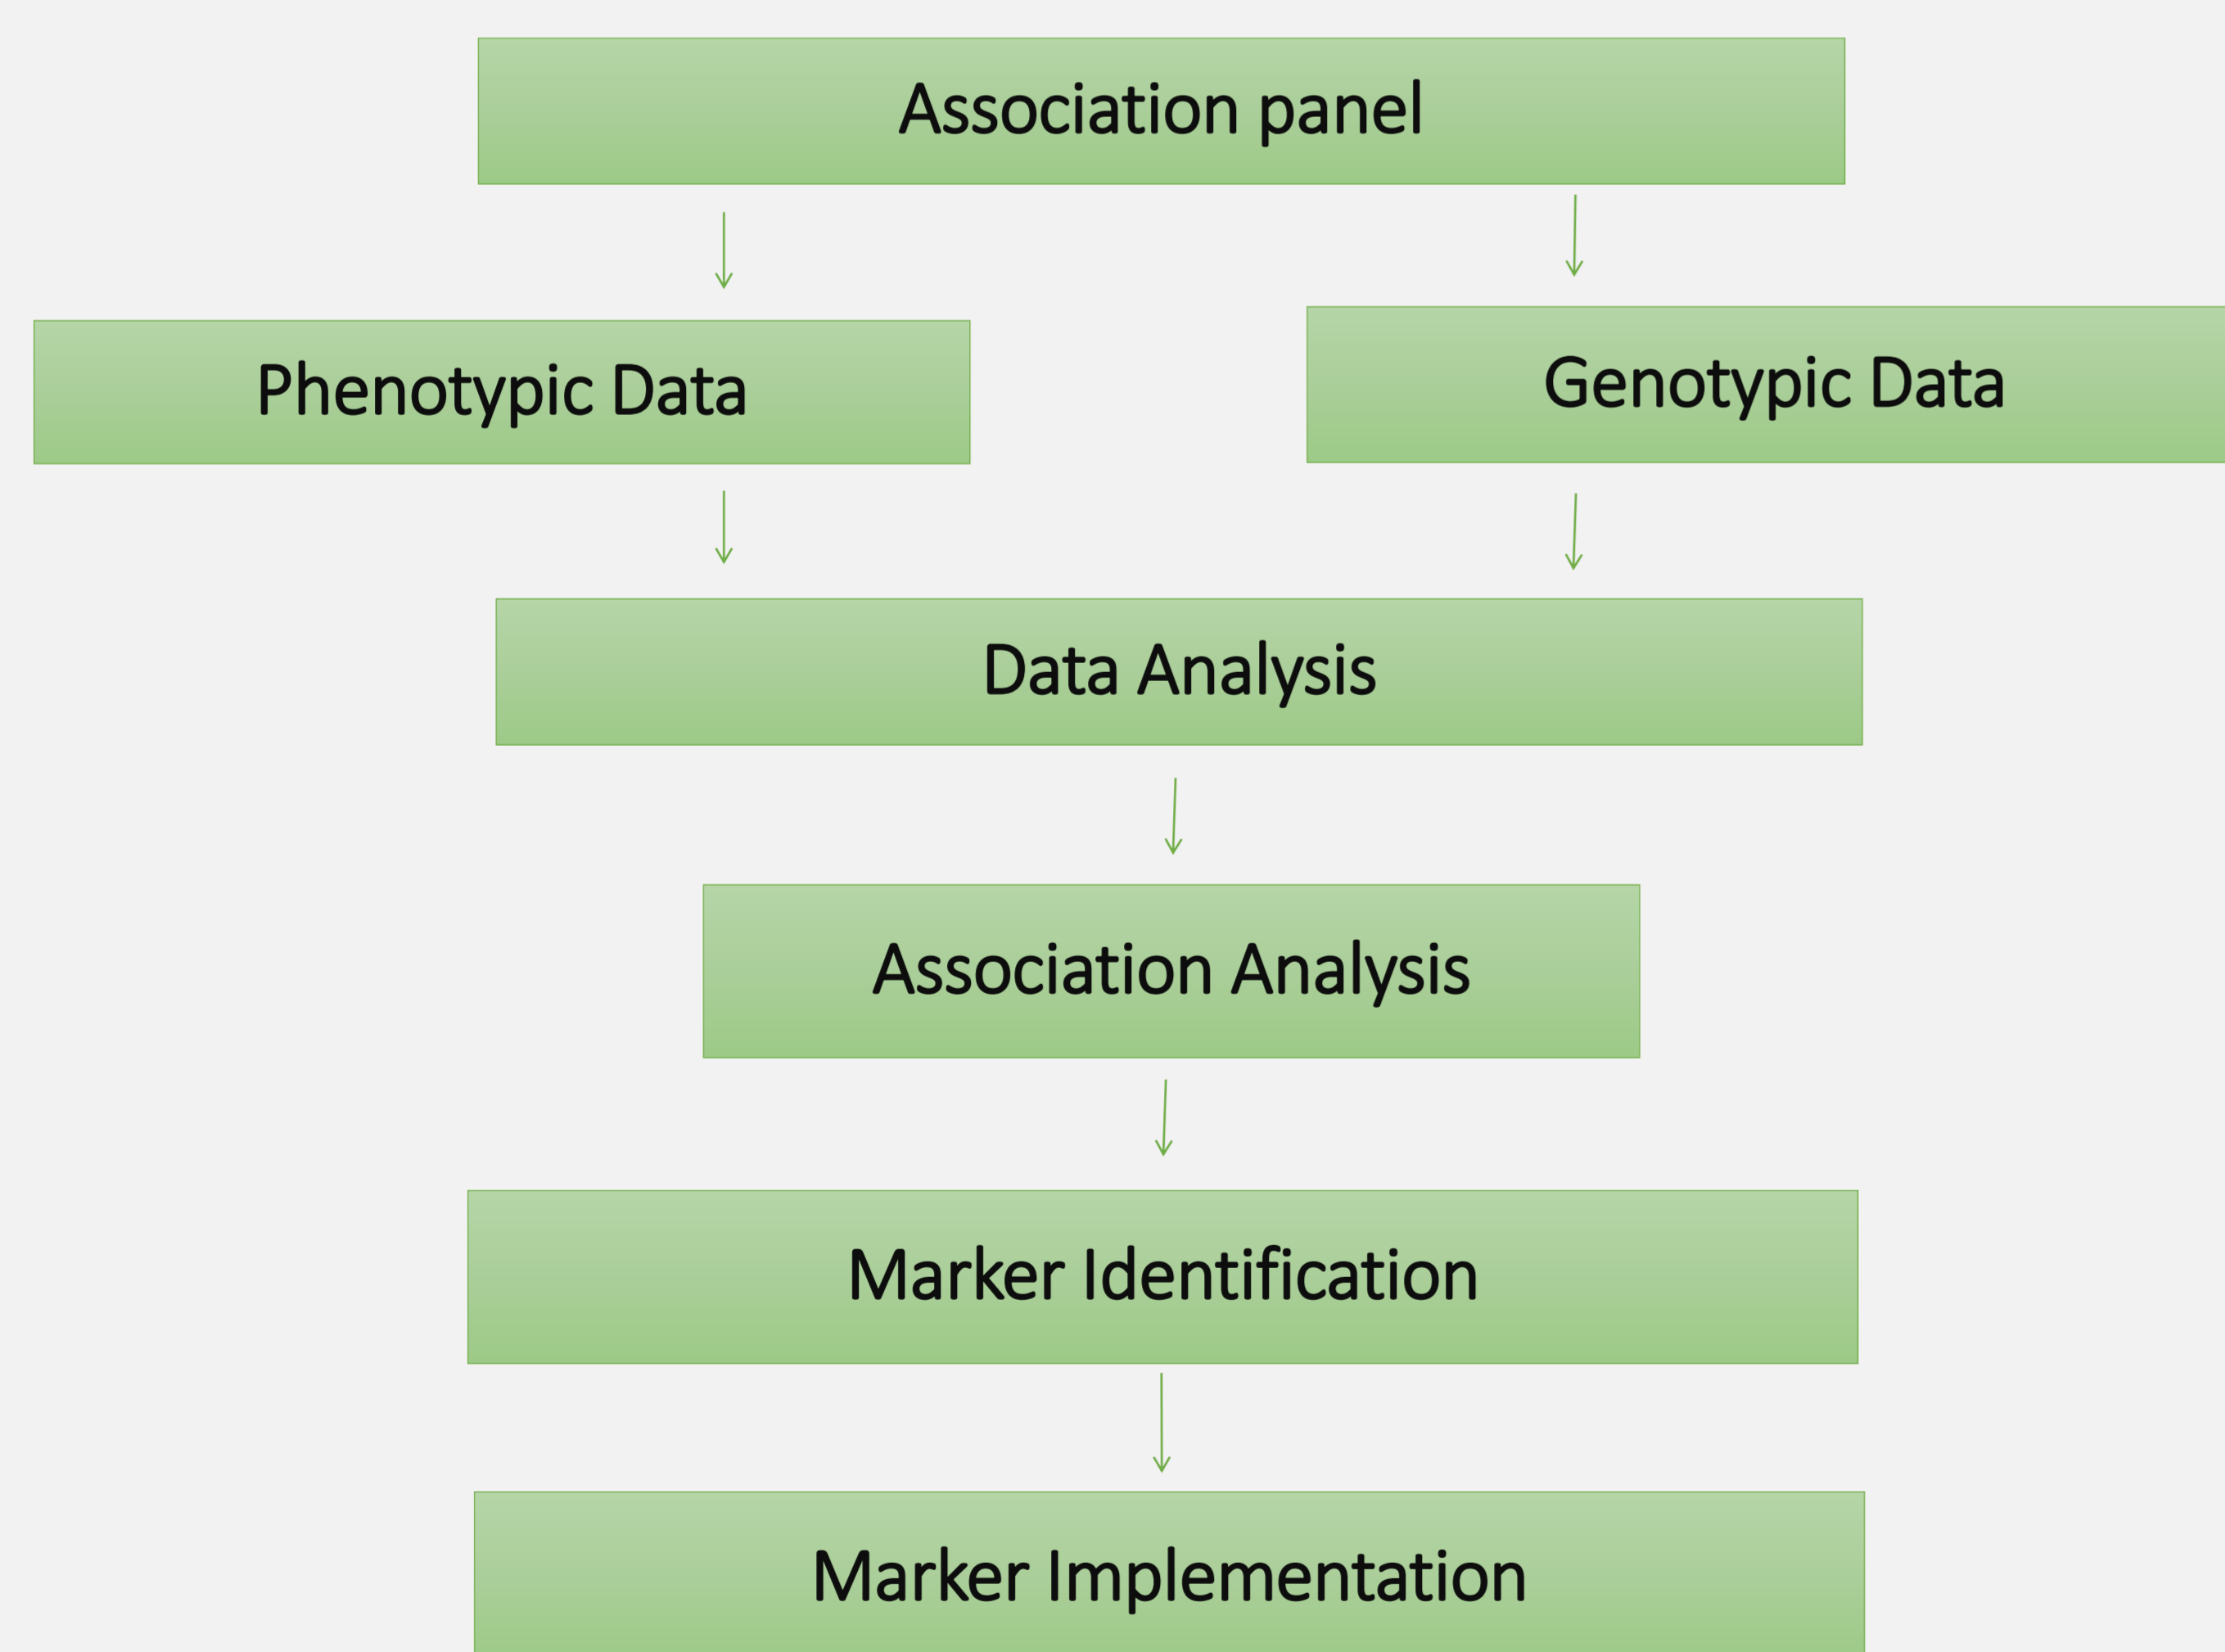 Association panel
Phenotypic Data
Genotypic Data
Data Analysis
Association Analysis
Marker Identification
Marker Implementation